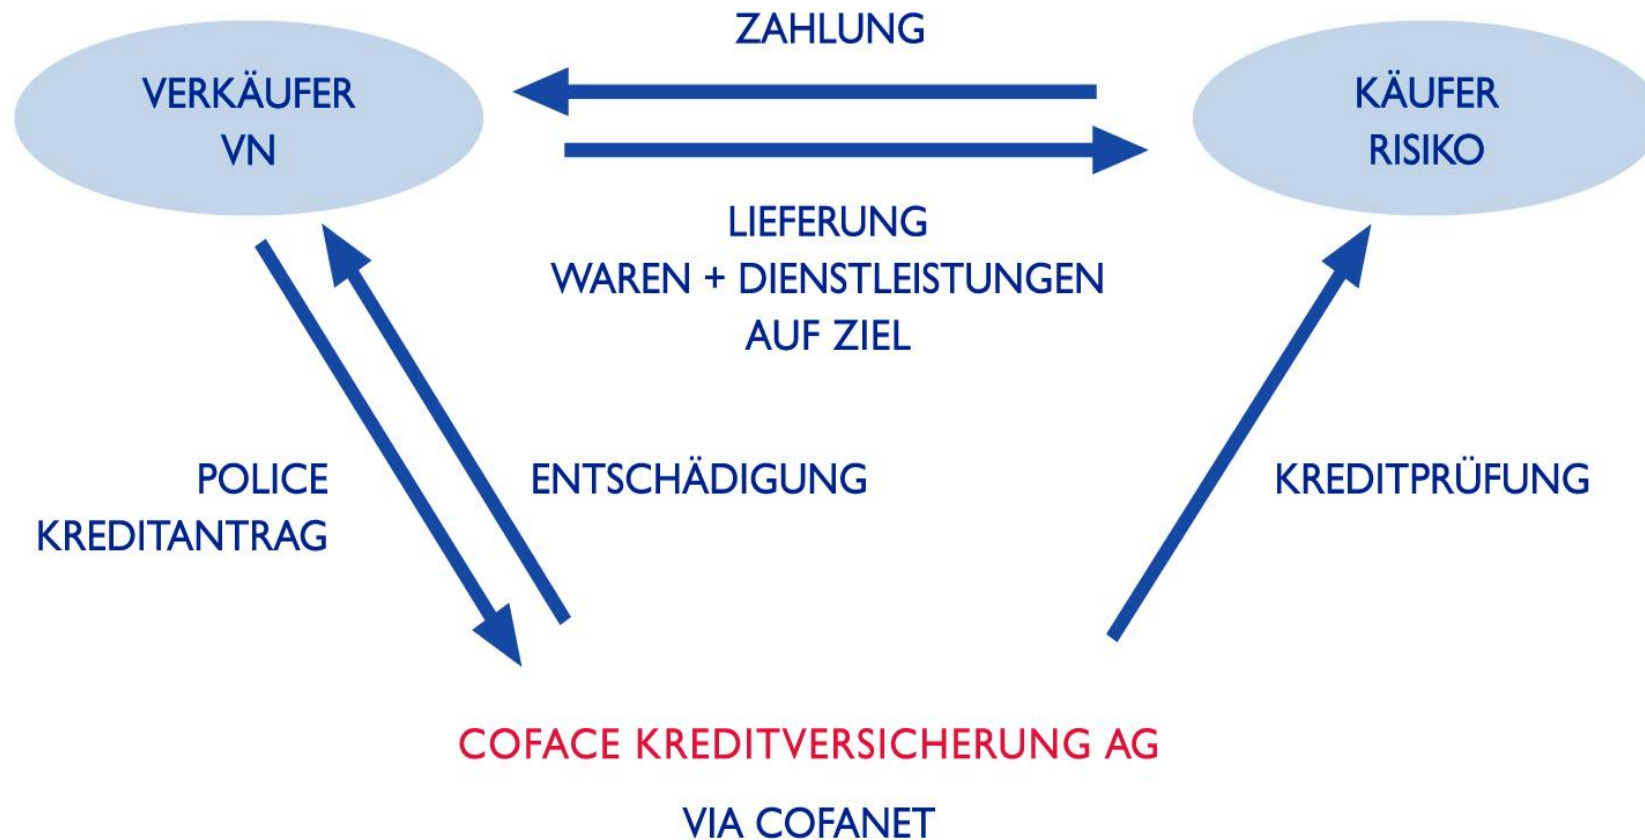 ZAHLUNG
VERKÄUFER
VN
KÄUFER
RISIKO
LIEFERUNG
WAREN + DIENSTLEISTUNGEN
AUF ZIEL
POLICE
KREDITANTRAG
ENTSCHÄDIGUNG
KREDITPRÜFUNG
COFACE KREDITVERSICHERUNG AG
VIA COFANET